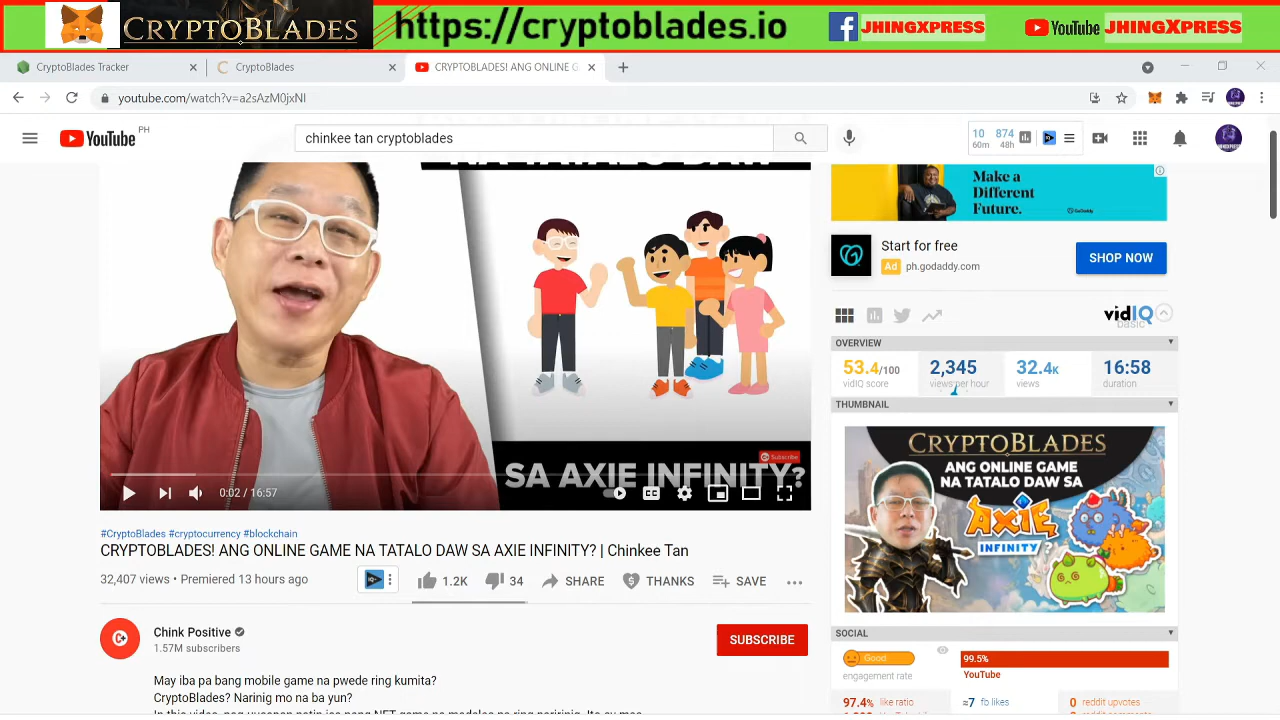 CRYPTOBLADES
https://cryptoblades.io
JHINGXPRESS
YouTube JHINGXPRESS
CryptoBlades Tracker
CryptoBlades
CRYPTOBLADES! ANG ONLINE G
youtube.com/watch?v=a2sAzM0jxNI
YouTube PH
chinkee tan cryptoblades
10 874
60m 48h
Make a
Different
Future.
GoDaddy
Start for free
Ad ph.godaddy.com
SHOP NOW
vidIQ
basic
OVERVIEW
53.4/100 2,345 32.4K 16:58
vidIQ score views per hour views duration
THUMBNAIL
CRYPTOBLADES
ANG ONLINE GAME
NA TATALO DAW SA
AXIE
INFINITY?
Subscribe
SA AXIE INFINITY?
0:02 / 16:57
CC
#CryptoBlades #cryptocurrency #blockchain
CRYPTOBLADES! ANG ONLINE GAME NA TATALO DAW SA AXIE INFINITY? | Chinkee Tan
32,407 views • Premiered 13 hours ago
1.2K 34 SHARE THANKS SAVE
Chink Positive
1.57M subscribers
SUBSCRIBE
May iba pa bang mobile game na pwede ring kumita?
CryptoBlades? Narinig mo na ba yun?
SOCIAL
Good
engagement rate
99.5%
YouTube
97.4% like ratio
≈7 fb likes
0 reddit upvotes